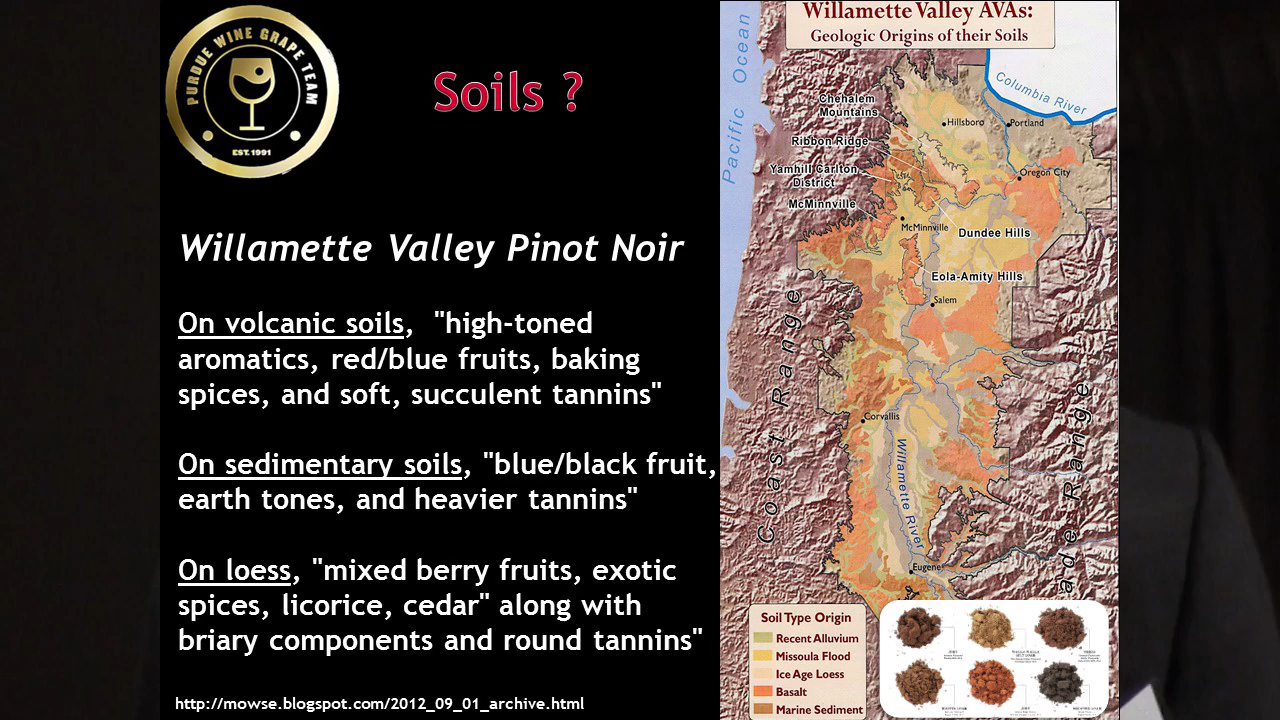 PURDUE WINE GRAPE TEAM
EST. 1991
Soils ?
Willamette Valley Pinot Noir
On volcanic soils,  "high-toned
aromatics, red/blue fruits, baking
spices, and soft, succulent tannins"
On sedimentary soils, "blue/black fruit,
earth tones, and heavier tannins"
On loess, "mixed berry fruits, exotic
spices, licorice, cedar" along with
briary components and round tannins"
http://mowse.blogspot.com/2012_09_01_archive.html
Willamette Valley AVAs:
Geologic Origins of their Soils
Pacific Ocean
Columbia River
Chehalem
Mountains
Hillsboro
Portland
Ribbon Ridge
Yamhill Carlton
District
Oregon City
McMinnville
McMinnville
Dundee Hills
Eola-Amity Hills
Salem
Coast Range
Corvallis
Willamette River
Eugene
ade Range
Soil Type Origin
Recent Alluvium
Missoula Flood
Ice Age Loess
Basalt
Marine Sediment